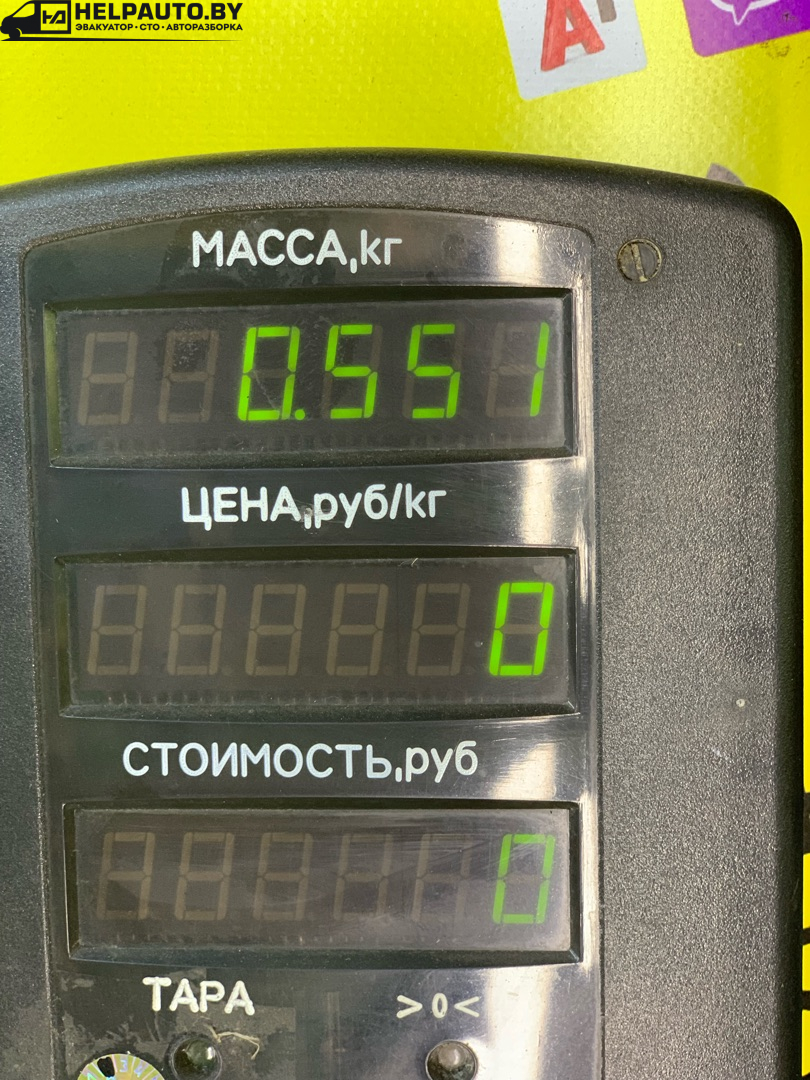 HELPAUTO.BY
ЭВАКУАТОР·СТО·АВТОРАЗБОРКА
МАССА,кг
0.551
ЦЕНА,руб/кг
0
СТОИМОСТЬ,руб
0
ТАРА
>0<